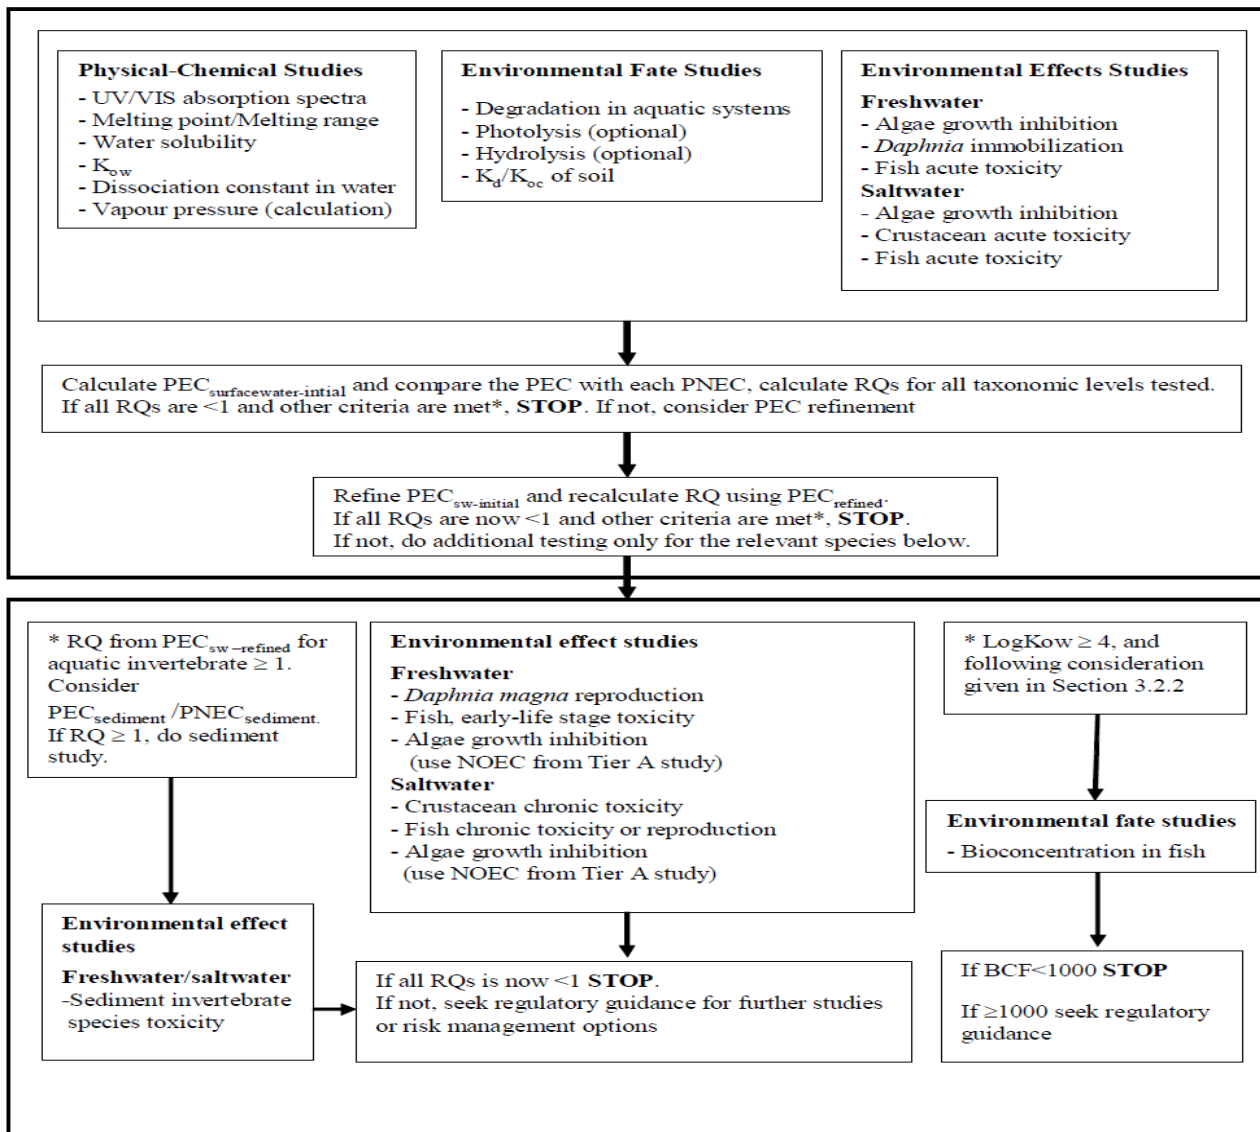 Physical-Chemical Studies
- UV/VIS absorption spectra
- Melting point/Melting range
- Water solubility
- Kow
- Dissociation constant in water
- Vapour pressure (calculation)
Environmental Fate Studies
- Degradation in aquatic systems
- Photolysis (optional)
- Hydrolysis (optional)
- Kd/Koc of soil
Environmental Effects Studies
Freshwater
- Algae growth inhibition
- Daphnia immobilization
- Fish acute toxicity
Saltwater
- Algae growth inhibition
- Crustacean acute toxicity
- Fish acute toxicity
Calculate PECsurfacewater-intial and compare the PEC with each PNEC, calculate RQs for all taxonomic levels tested.
If all RQs are <1 and other criteria are met*, STOP. If not, consider PEC refinement
Refine PECsw-initial and recalculate RQ using PECrefined.
If all RQs are now <1 and other criteria are met*, STOP.
If not, do additional testing only for the relevant species below.
* RQ from PECsw-refined for
aquatic invertebrate ≥ 1.
Consider
PECsediment/PNECsediment.
If RQ ≥ 1, do sediment
study.
Environmental effect studies
Freshwater
- Daphnia magna reproduction
- Fish, early-life stage toxicity
- Algae growth inhibition
(use NOEC from Tier A study)
Saltwater
- Crustacean chronic toxicity
- Fish chronic toxicity or reproduction
- Algae growth inhibition
(use NOEC from Tier A study)
* LogKow ≥ 4, and
following consideration
given in Section 3.2.2
Environmental fate studies
- Bioconcentration in fish
Environmental effect
studies
Freshwater/saltwater
-Sediment invertebrate
species toxicity
If all RQs is now <1 STOP.
If not, seek regulatory guidance for further studies
or risk management options
If BCF<1000 STOP
If ≥1000 seek regulatory
guidance